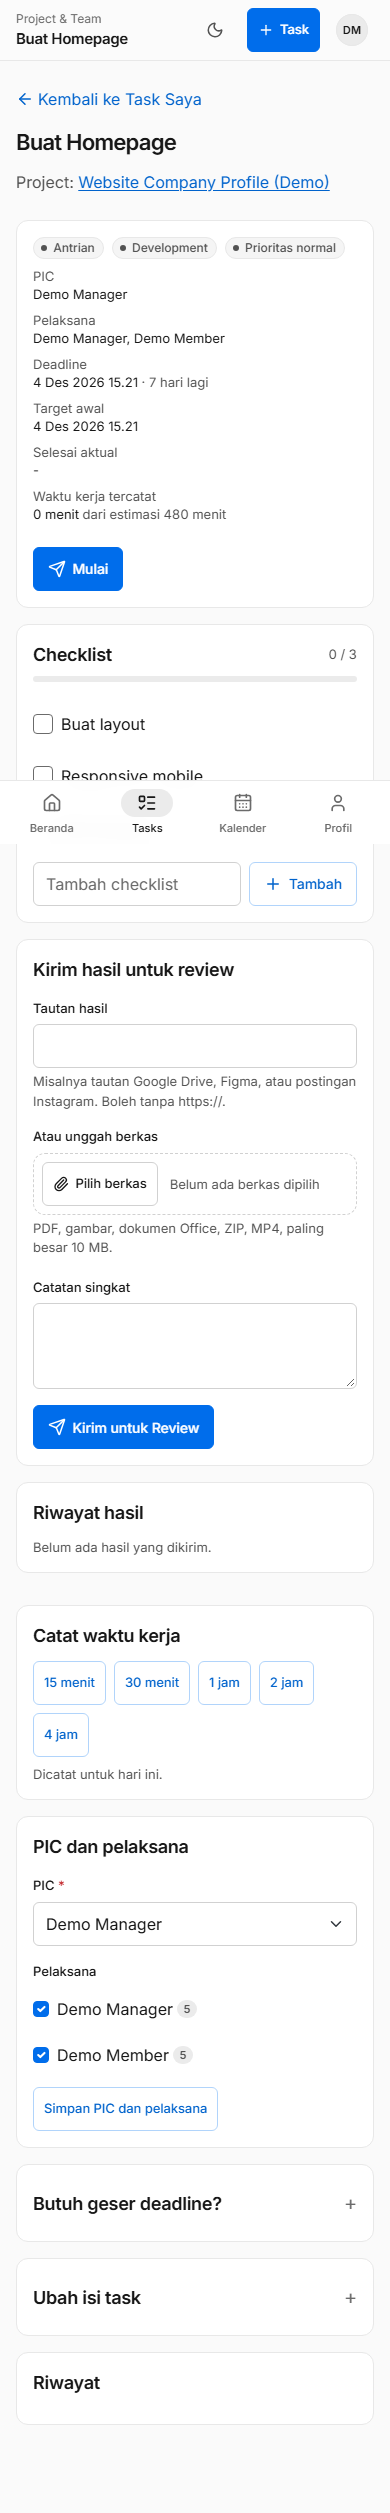 Project & Team
Buat Homepage
+ Task
DM
← Kembali ke Task Saya
Buat Homepage
Project: Website Company Profile (Demo)
Antrian
Development
Prioritas normal
PIC
Demo Manager
Pelaksana
Demo Manager, Demo Member
Deadline
4 Des 2026 15.21 · 7 hari lagi
Target awal
4 Des 2026 15.21
Selesai aktual
-
Waktu kerja tercatat
0 menit dari estimasi 480 menit
Mulai
Checklist
0 / 3
Buat layout
Responsive mobile
Beranda
Tasks
Kalender
Profil
Tambah checklist
+ Tambah
Kirim hasil untuk review
Tautan hasil
Misalnya tautan Google Drive, Figma, atau postingan
Instagram. Boleh tanpa https://.
Atau unggah berkas
Pilih berkas
Belum ada berkas dipilih
PDF, gambar, dokumen Office, ZIP, MP4, paling
besar 10 MB.
Catatan singkat
Kirim untuk Review
Riwayat hasil
Belum ada hasil yang dikirim.
Catat waktu kerja
15 menit
30 menit
1 jam
2 jam
4 jam
Dicatat untuk hari ini.
PIC dan pelaksana
PIC *
Demo Manager
Pelaksana
Demo Manager 5
Demo Member 5
Simpan PIC dan pelaksana
Butuh geser deadline? +
Ubah isi task +
Riwayat